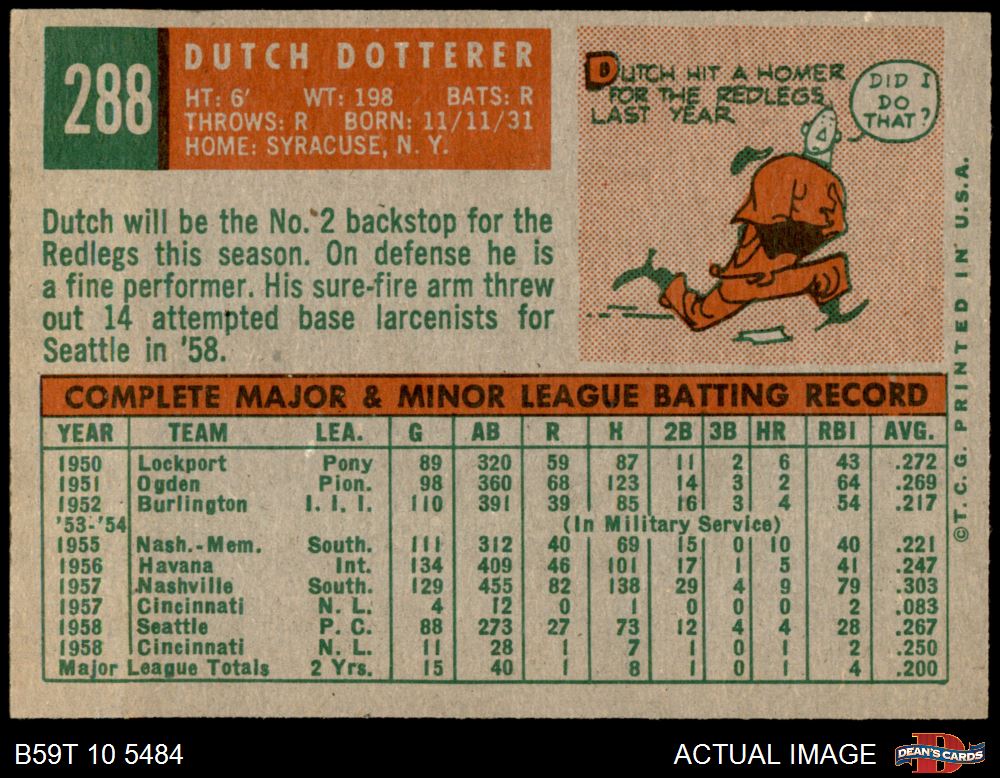 288
DUTCH DOTTERER
HT: 6' WT: 198 BATS: R
THROWS: R BORN: 11/11/31
HOME: SYRACUSE, N. Y.
DUTCH HIT A HOMER
FOR THE REDLEGS
LAST YEAR
DID I
DO
THAT?
Dutch will be the No. 2 backstop for the
Redlegs this season. On defense he is
a fine performer. His sure-fire arm threw
out 14 attempted base larcenists for
Seattle in '58.
COMPLETE MAJOR & MINOR LEAGUE BATTING RECORD
YEAR TEAM LEA. G AB R H 2B 3B HR RBI AVG.
1950 Lockport Pony 89 320 59 87 11 2 6 43 .272
1951 Ogden Pion. 98 360 68 123 14 3 2 64 .269
1952 Burlington I. I. I. 110 391 39 85 16 3 4 54 .217
'53-'54 (In Military Service)
1955 Nash.-Mem. South. 111 312 40 69 15 0 10 40 .221
1956 Havana Int. 134 409 46 101 17 1 5 41 .247
1957 Nashville South. 129 455 82 138 29 4 9 79 .303
1957 Cincinnati N. L. 4 12 0 1 0 0 0 2 .083
1958 Seattle P. C. 88 273 27 73 12 4 4 28 .267
1958 Cincinnati N. L. 11 28 1 7 1 0 1 2 .250
Major League Totals 2 Yrs. 15 40 1 8 1 0 1 4 .200
©T. C. G. PRINTED IN U.S.A.
B59T 10 5484
ACTUAL IMAGE
D
DEAN'S CARDS